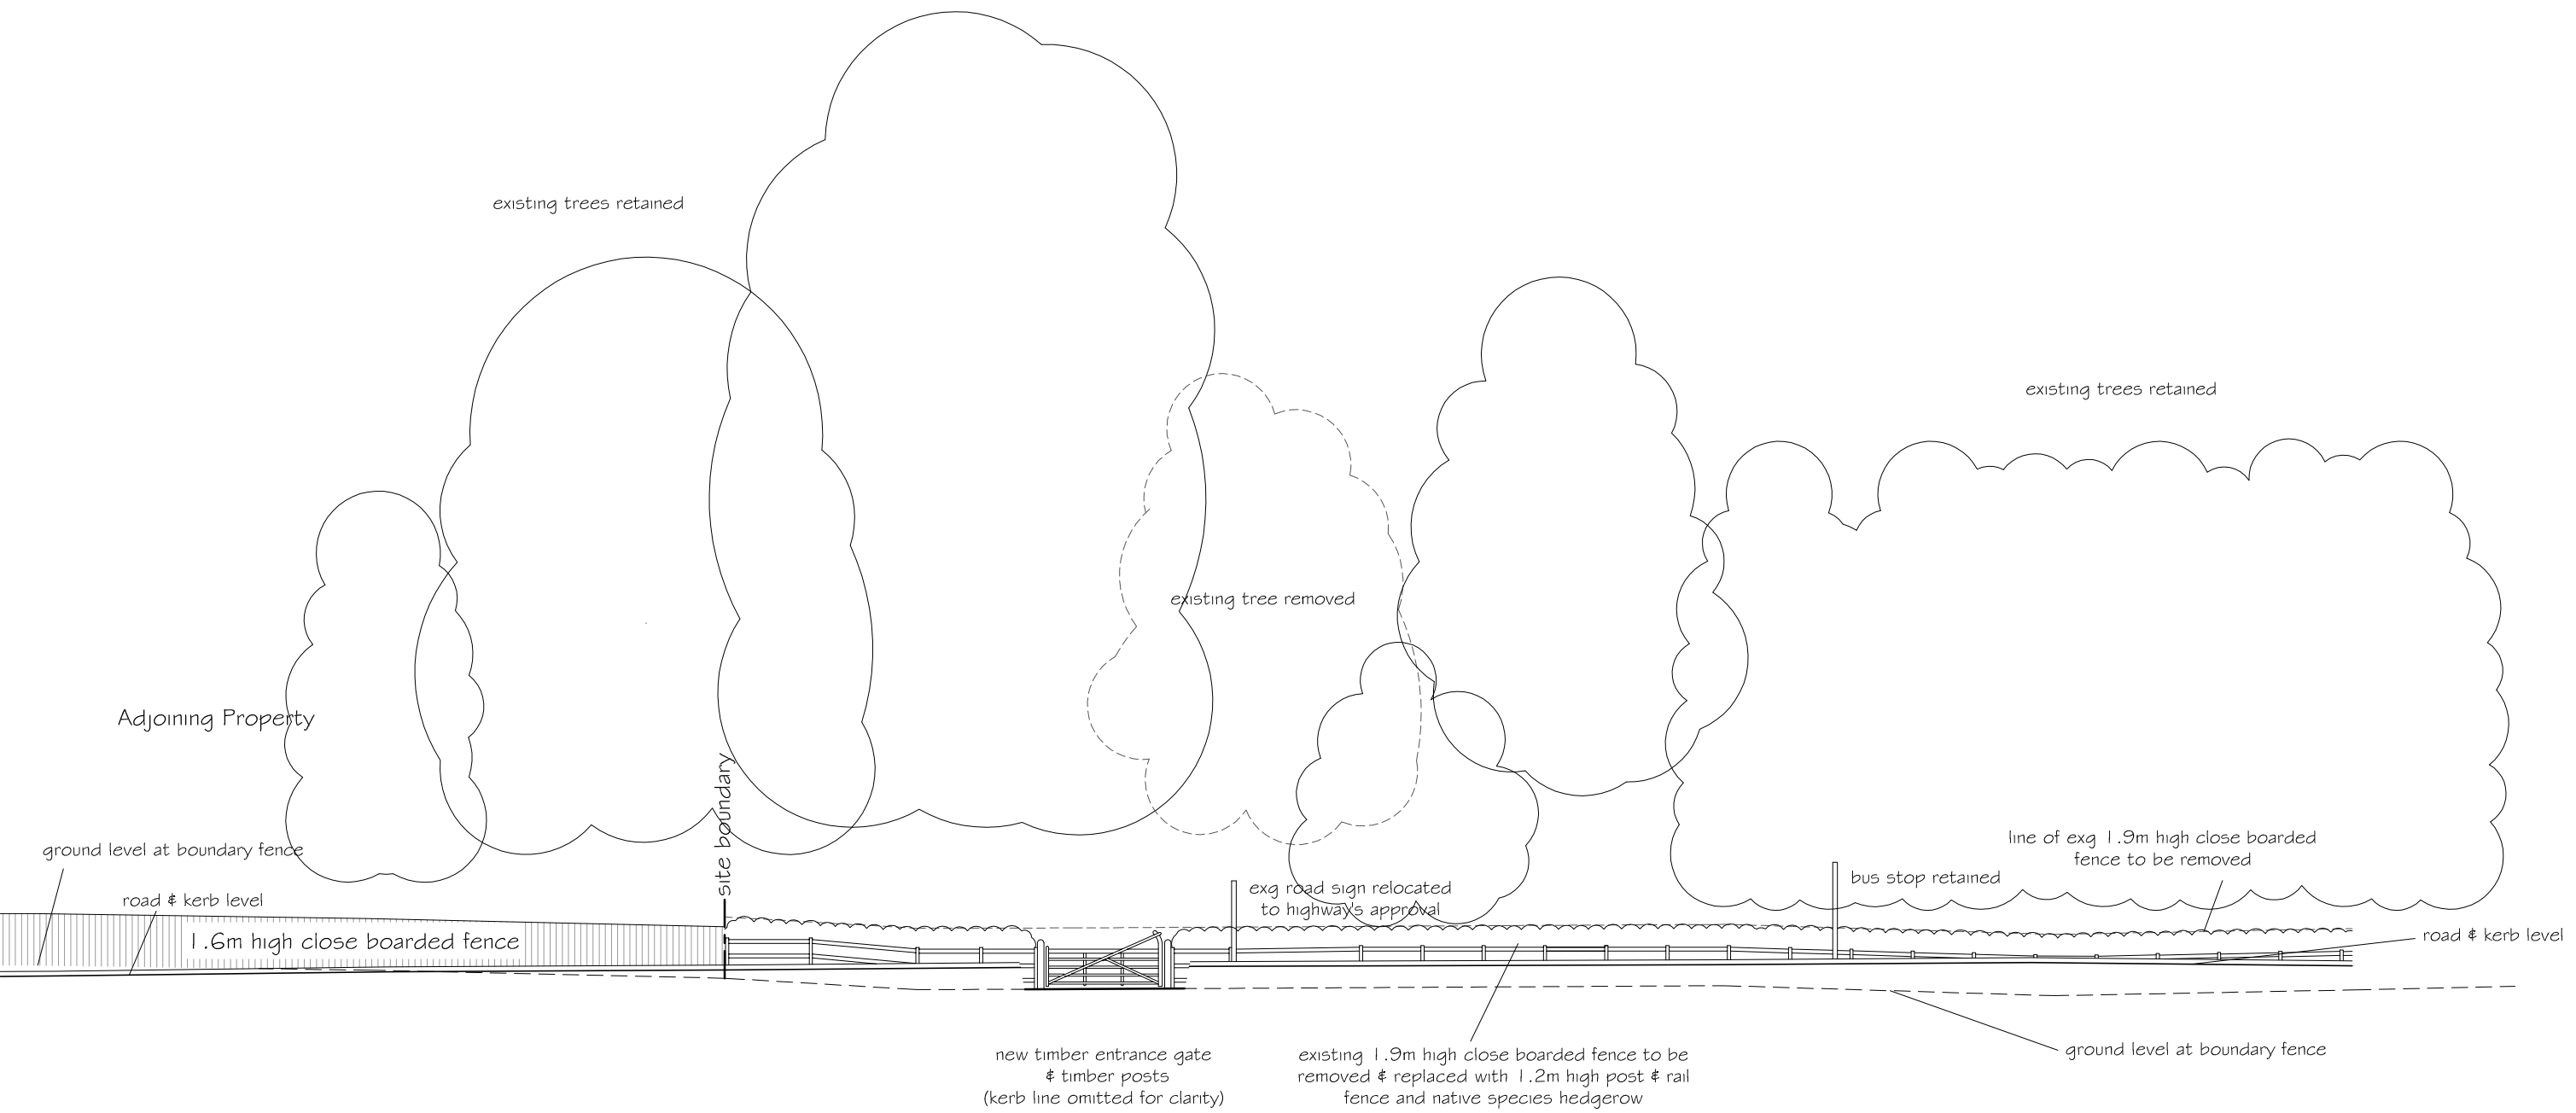 existing trees retained
existing trees retained
existing tree removed
Adjoining Property
site boundary
ground level at boundary fence
road & kerb level
1.6m high close boarded fence
exg road sign relocated
to highway's approval
bus stop retained
line of exg 1.9m high close boarded
fence to be removed
road & kerb level
new timber entrance gate
& timber posts
(kerb line omitted for clarity)
existing 1.9m high close boarded fence to be
removed & replaced with 1.2m high post & rail
fence and native species hedgerow
ground level at boundary fence